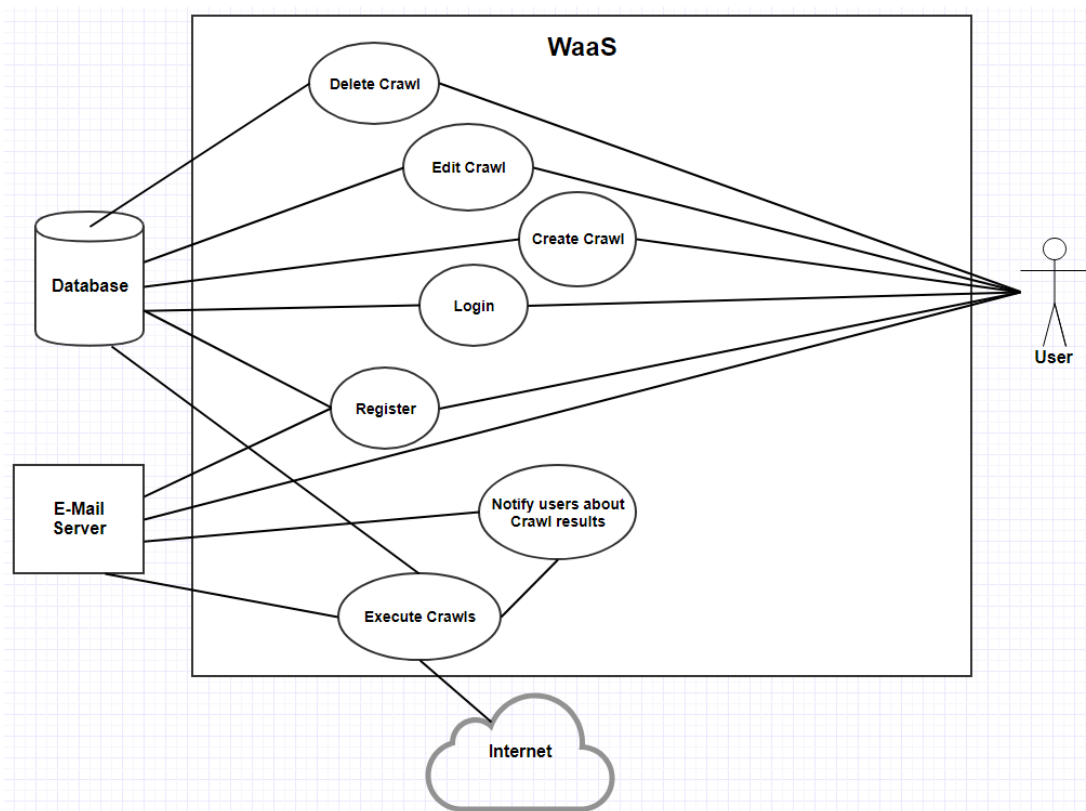 WaaS
Delete Crawl
Edit Crawl
Create Crawl
Database
Login
User
Register
E-Mail
Server
Notify users about
Crawl results
Execute Crawls
Internet